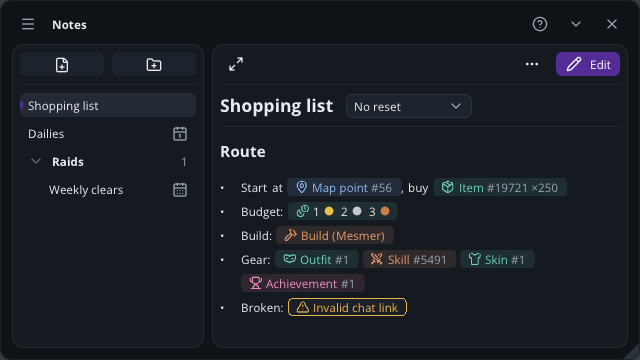 Notes
Edit
Shopping list
Dailies
Raids 1
Weekly clears
Shopping list No reset
Route
• Start at Map point #56 , buy Item #19721 ×250
• Budget: 1 2 3
• Build: Build (Mesmer)
• Gear: Outfit #1 Skill #5491 Skin #1
Achievement #1
• Broken: Invalid chat link